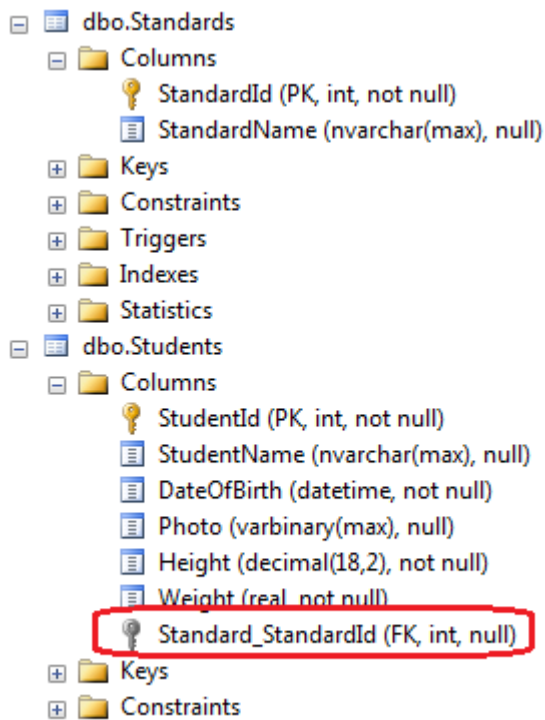 dbo.Standards
Columns
StandardId (PK, int, not null)
StandardName (nvarchar(max), null)
Keys
Constraints
Triggers
Indexes
Statistics
dbo.Students
Columns
StudentId (PK, int, not null)
StudentName (nvarchar(max), null)
DateOfBirth (datetime, not null)
Photo (varbinary(max), null)
Height (decimal(18,2), not null)
Weight (real, not null)
Standard_StandardId (FK, int, null)
Keys
Constraints